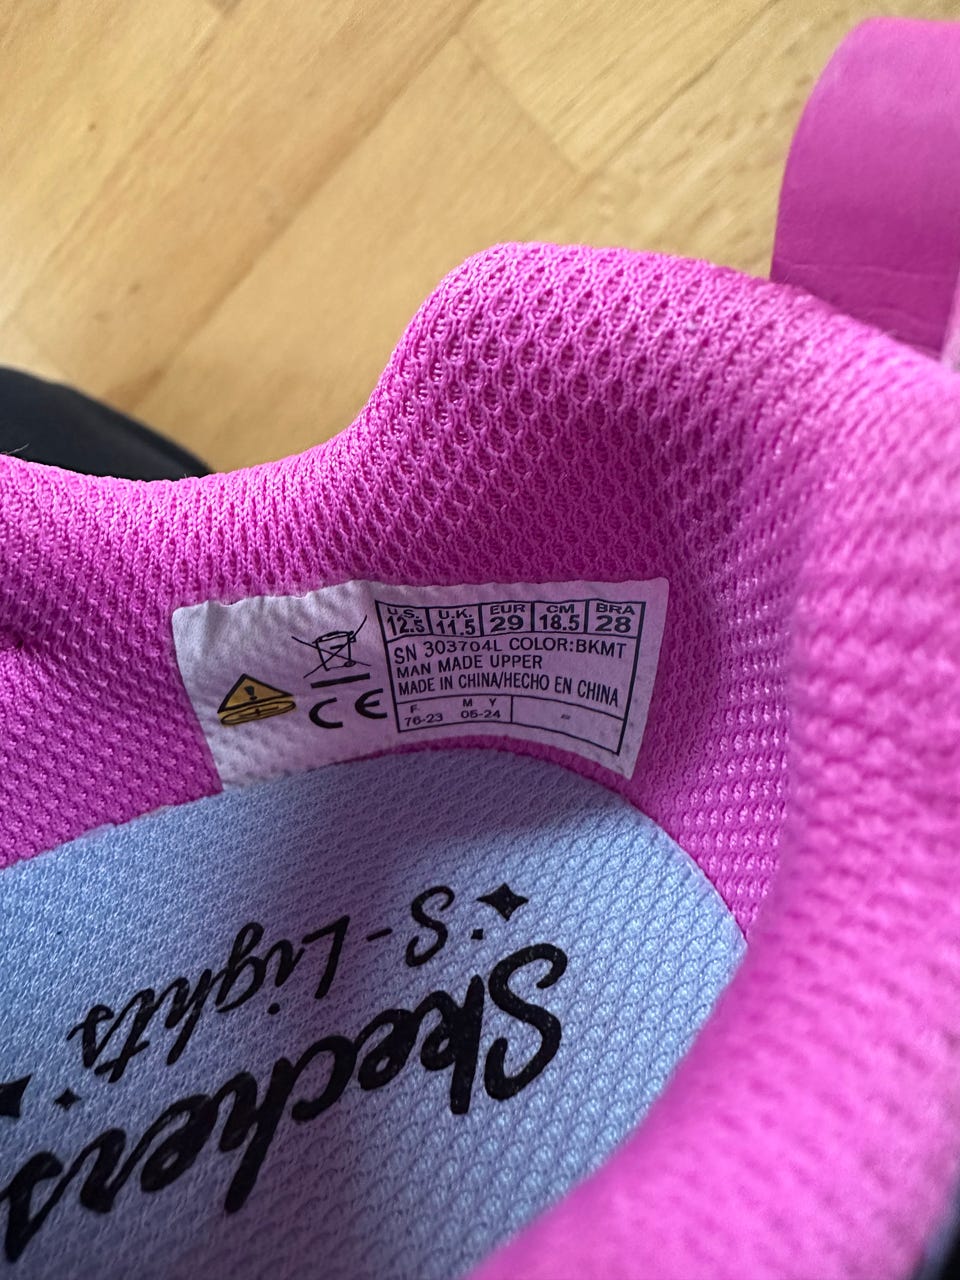 U.S. U.K. EUR CM BRA
12.5 11.5 29 18.5 28
SN 303704L COLOR:BKMT
MAN MADE UPPER
MADE IN CHINA/HECHO EN CHINA
F M Y
76-23 05-24
CE
Skechers
S-Lights